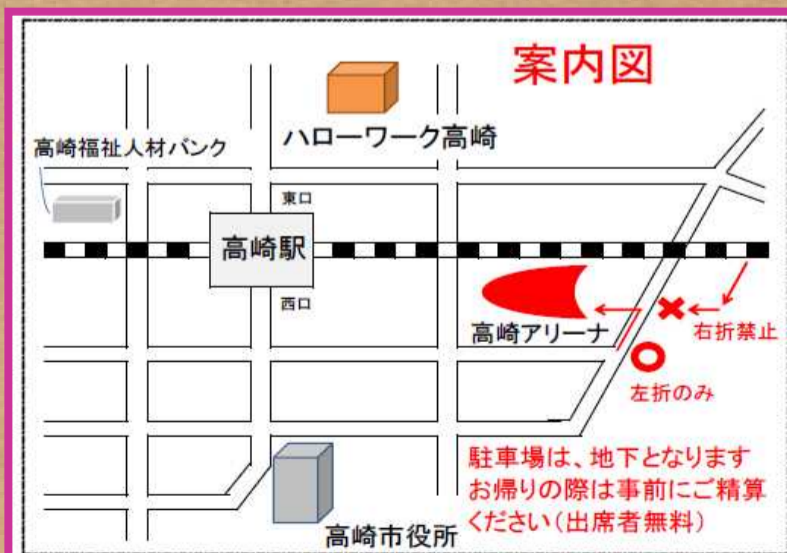 案内図
ハローワーク高崎
高崎福祉人材バンク
東口
高崎駅
西口
高崎アリーナ
右折禁止
左折のみ
駐車場は、地下となります
お帰りの際は事前にご精算
ください(出席者無料)
高崎市役所